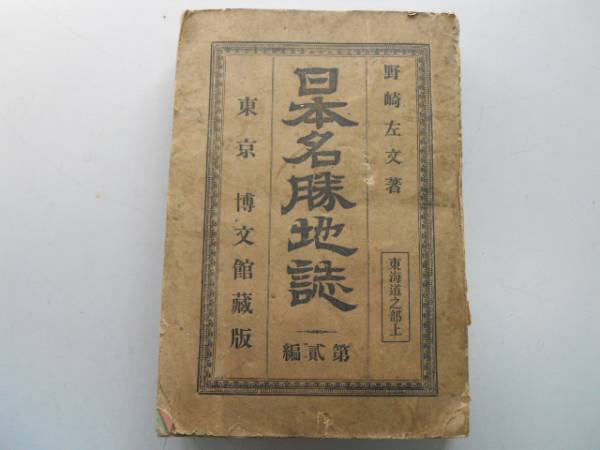 野崎左文著
東海道之部上
日本名勝地誌
第貳編
東京 博文館藏版